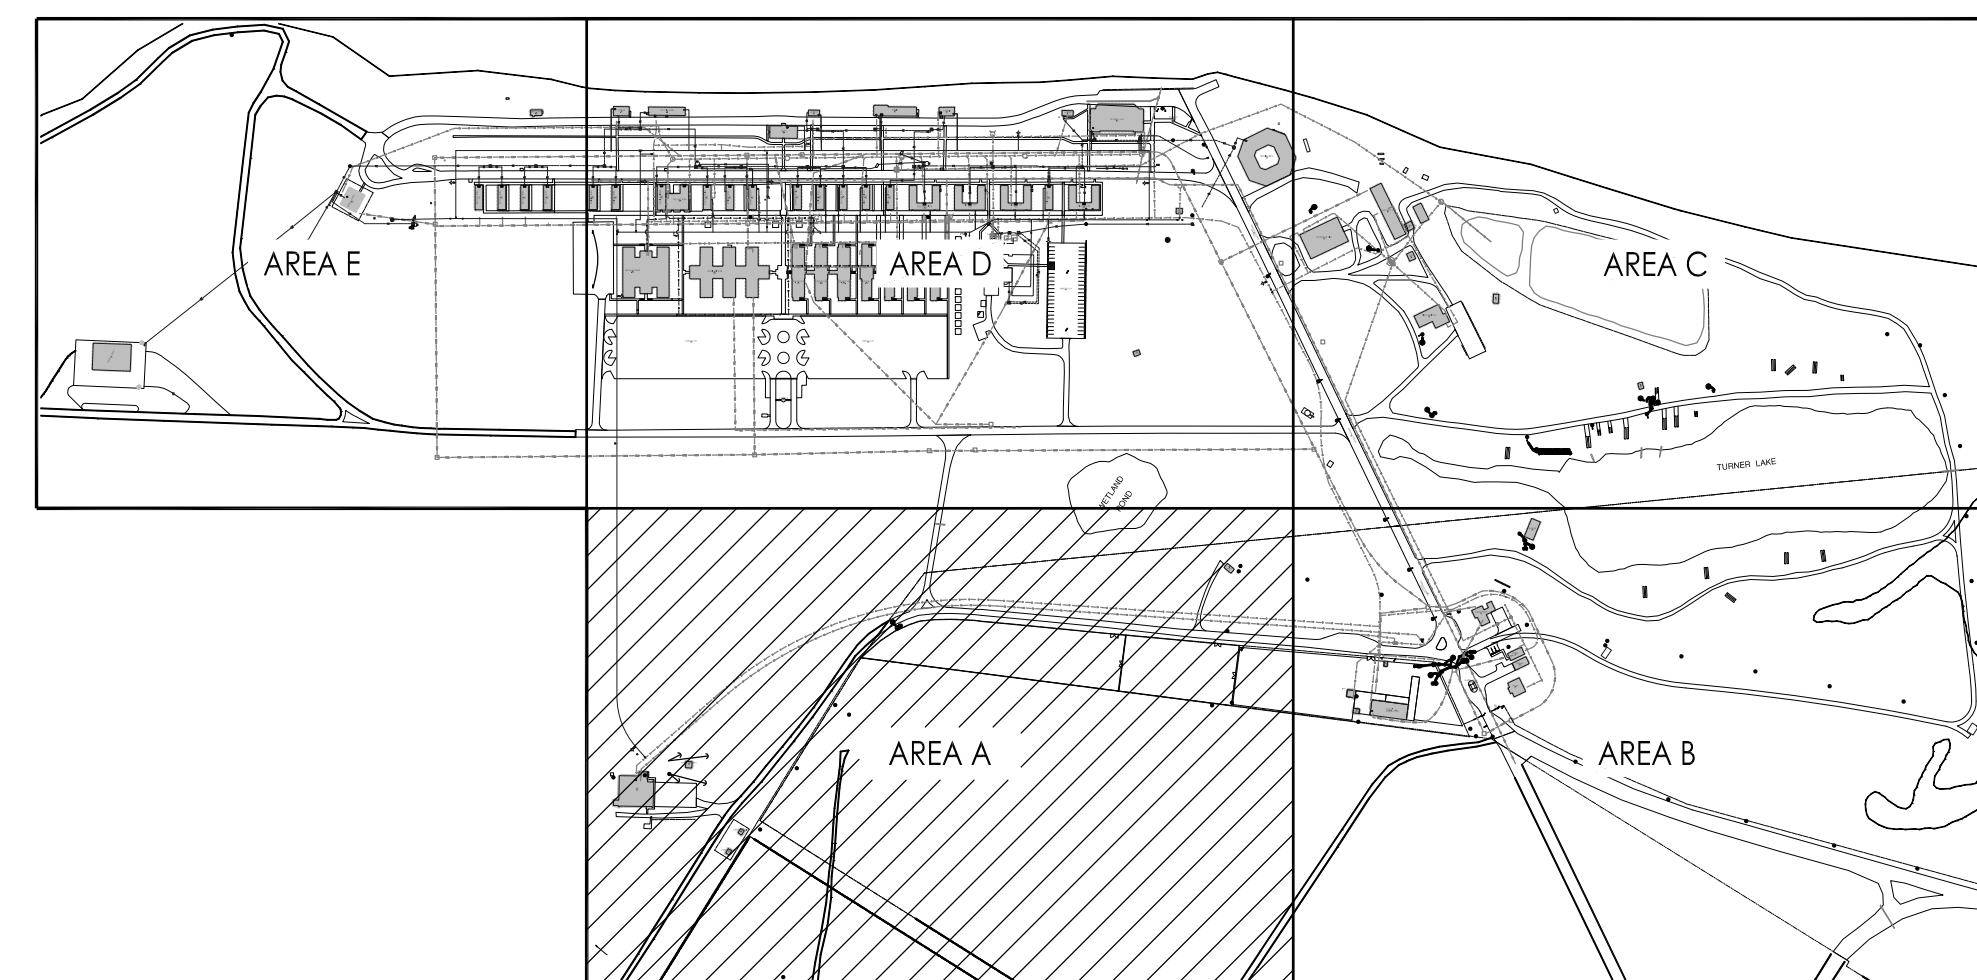 AREA E
AREA D
AREA C
TURNER LAKE
WETLAND
POND
AREA A
AREA B